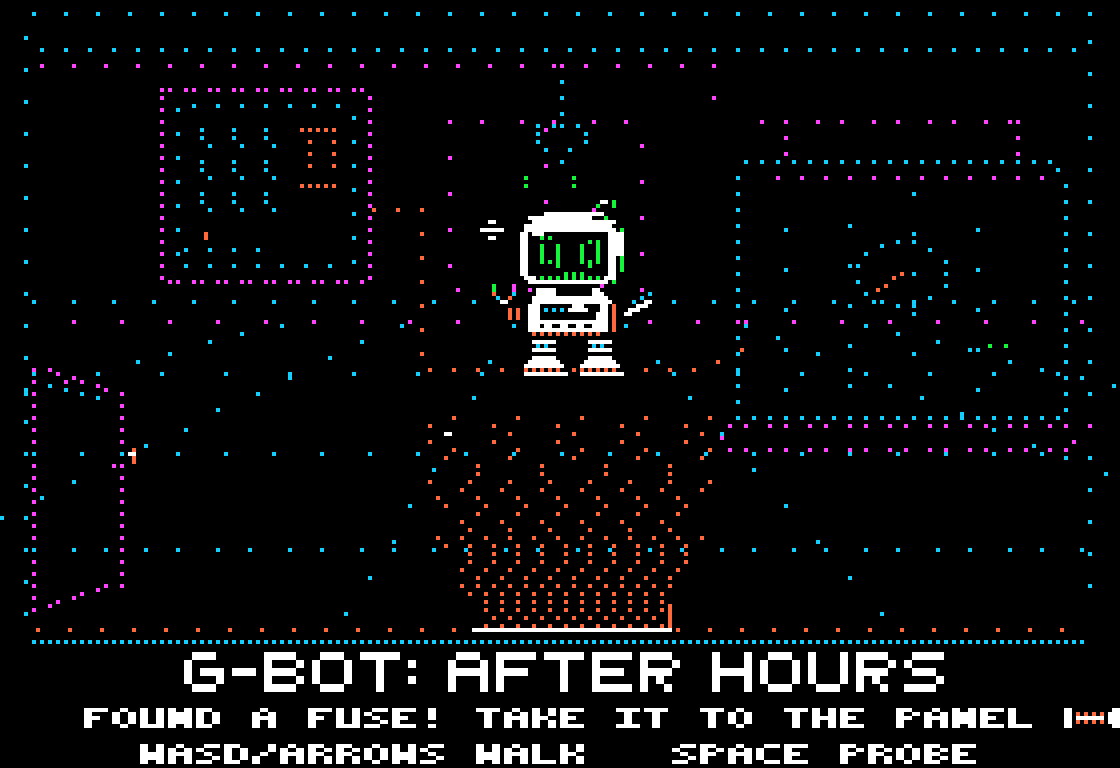 G-BOT: AFTER HOURS
FOUND A FUSE! TAKE IT TO THE PANEL
WASD/ARROWS WALK SPACE PROBE